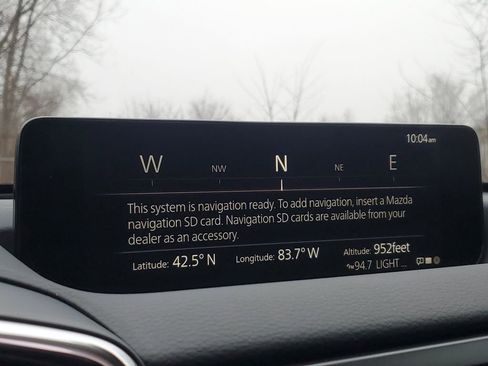 10:04am
W NW N NE E
This system is navigation ready. To add navigation, insert a Mazda
navigation SD card. Navigation SD cards are available from your
dealer as an accessory.
Latitude: 42.5° N Longitude: 83.7° W Altitude: 952feet
94.7 LIGHT ...